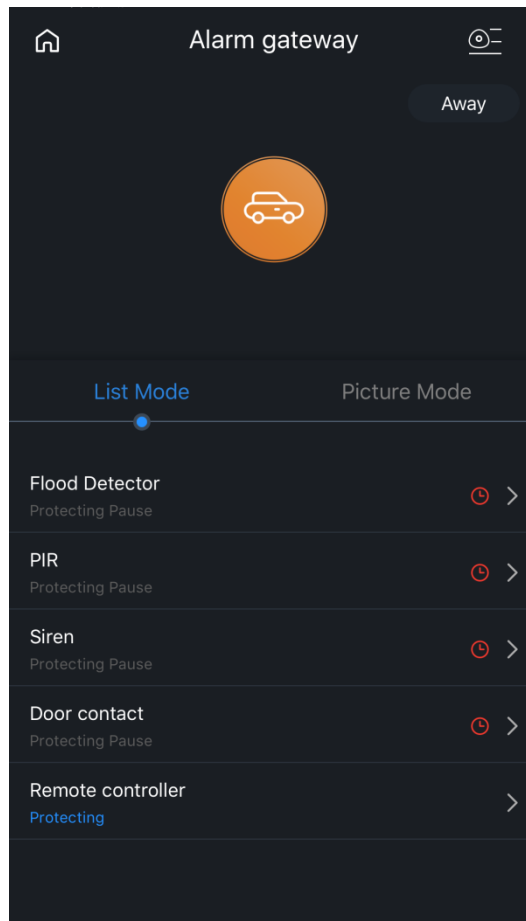 Alarm gateway
Away
List Mode
Picture Mode
Flood Detector
Protecting Pause
PIR
Protecting Pause
Siren
Protecting Pause
Door contact
Protecting Pause
Remote controller
Protecting